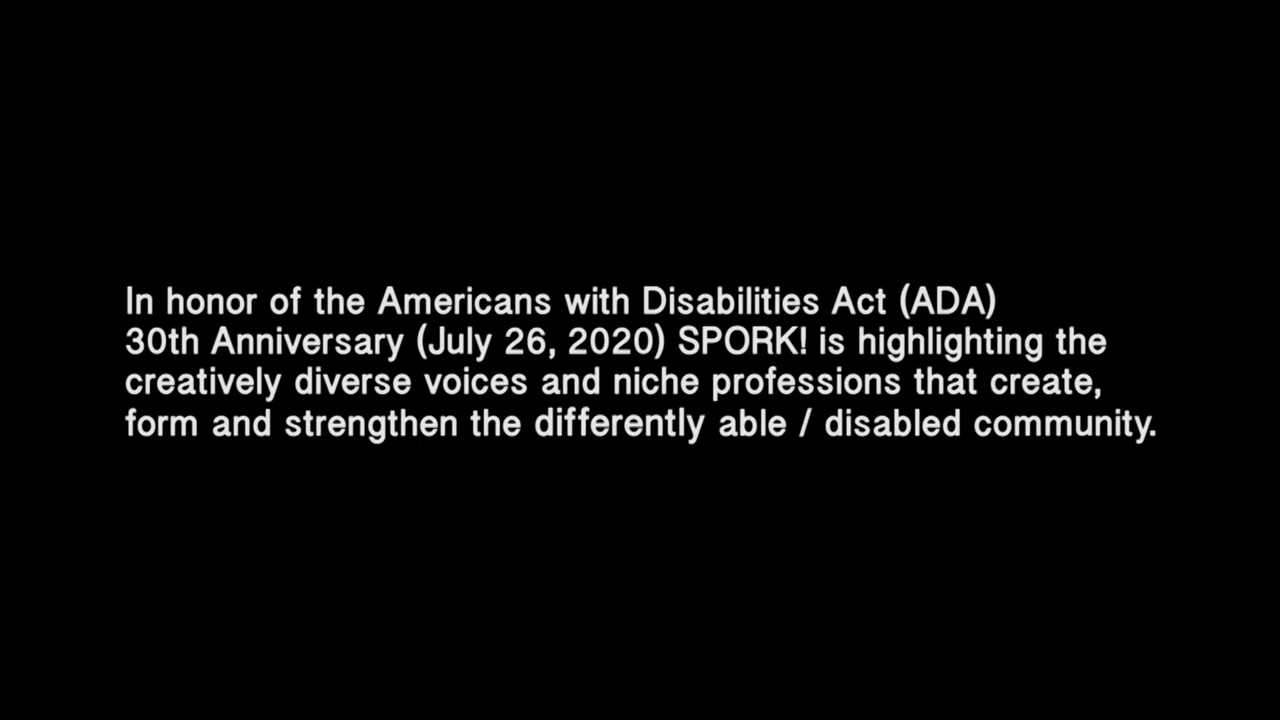 In honor of the Americans with Disabilities Act (ADA)
30th Anniversary (July 26, 2020) SPORK! is highlighting the
creatively diverse voices and niche professions that create,
form and strengthen the differently able / disabled community.